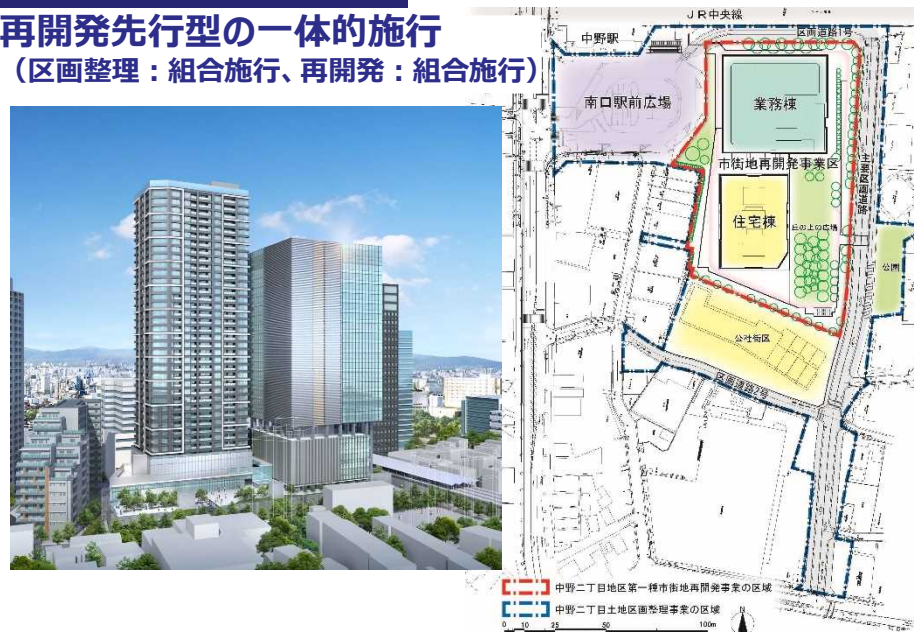 再開発先行型の一体的施行
（区画整理：組合施行、再開発：組合施行）
ＪＲ中央線
中野駅
区画道路1号
南口駅前広場
業務棟
市街地再開発事業区
主要区画道路
住宅棟
丘の上の広場
公園
公社街区
区画道路2号
中野二丁目地区第一種市街地再開発事業の区域
中野二丁目土地区画整理事業の区域
0 10 25 50 100m
N